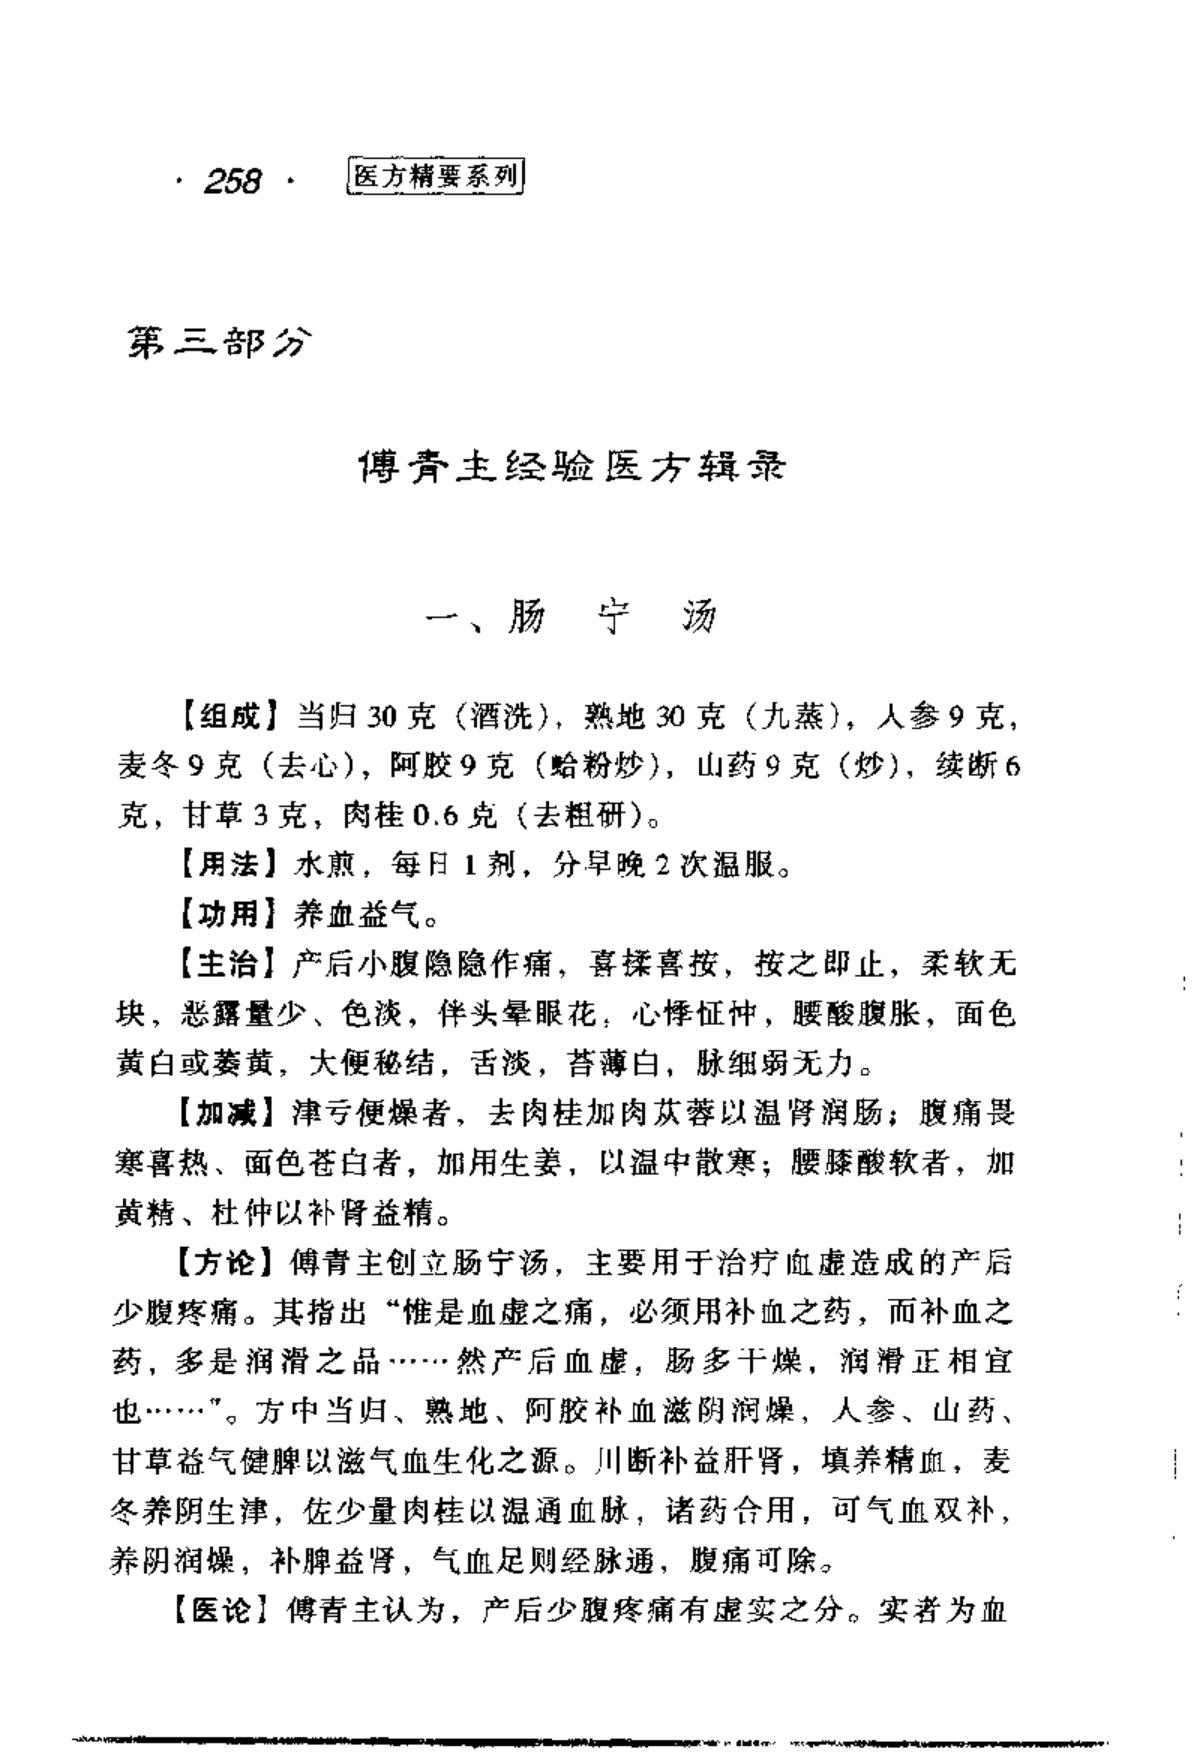 · 258 · 医方精要系列
第三部分
傅青主经验医方辑录
一、肠 宁 汤
【组成】当归 30 克（酒洗），熟地 30 克（九蒸），人参 9 克，
麦冬 9 克（去心），阿胶 9 克（蛤粉炒），山药 9 克（炒），续断 6
克，甘草 3 克，肉桂 0.6 克（去粗研）。
【用法】水煎，每日 1 剂，分早晚 2 次温服。
【功用】养血益气。
【主治】产后小腹隐隐作痛，喜揉喜按，按之即止，柔软无
块，恶露量少、色淡，伴头晕眼花，心悸怔忡，腰酸腹胀，面色
黄白或萎黄，大便秘结，舌淡，苔薄白，脉细弱无力。
【加减】津亏便燥者，去肉桂加肉苁蓉以温肾润肠；腹痛畏
寒喜热、面色苍白者，加用生姜，以温中散寒；腰膝酸软者，加
黄精、杜仲以补肾益精。
【方论】傅青主创立肠宁汤，主要用于治疗血虚造成的产后
少腹疼痛。其指出“惟是血虚之痛，必须用补血之药，而补血之
药，多是润滑之品……然产后血虚，肠多干燥，润滑正相宜
也……”。方中当归、熟地、阿胶补血滋阴润燥，人参、山药、
甘草益气健脾以滋气血生化之源。川断补益肝肾，填养精血，麦
冬养阴生津，佐少量肉桂以温通血脉，诸药合用，可气血双补，
养阴润燥，补脾益肾，气血足则经脉通，腹痛可除。
【医论】傅青主认为，产后少腹疼痛有虚实之分。实者为血